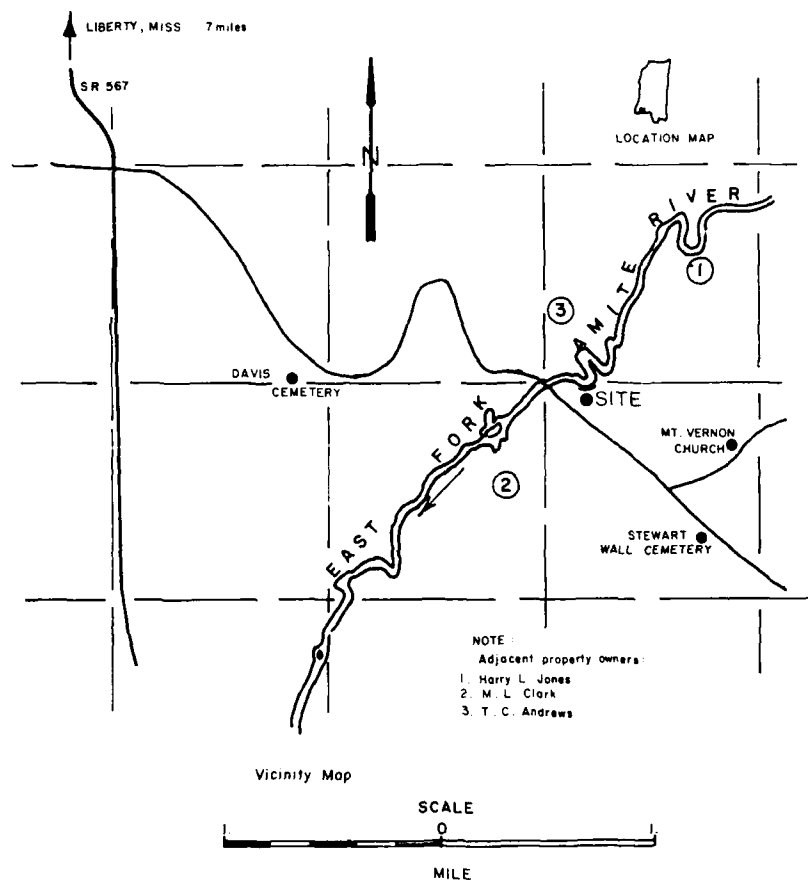 LIBERTY, MISS 7 miles
SR 567
N
LOCATION MAP
EAST FORK AMITE RIVER
1
3
DAVIS
CEMETERY
SITE
MT. VERNON
CHURCH
2
STEWART
WALL CEMETERY
NOTE:
Adjacent property owners:
1. Harry L Jones
2. M. L. Clark
3. T. C. Andrews
Vicinity Map
SCALE
1 0 1
MILE